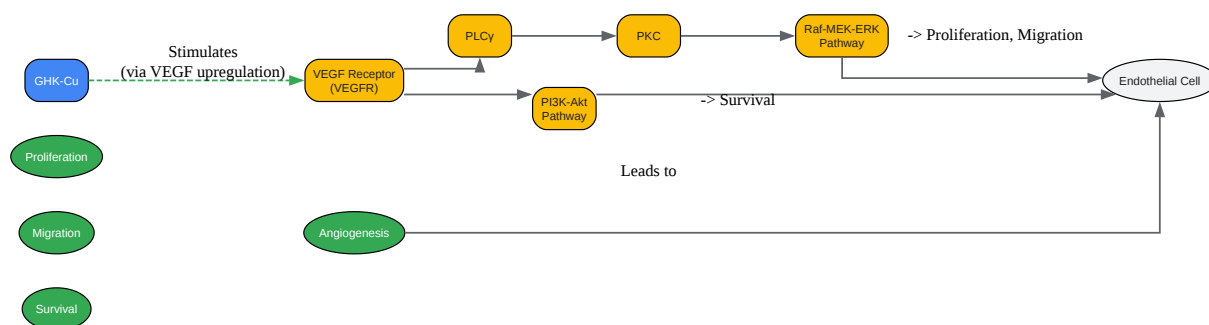 Stimulates
(via VEGF upregulation)
GHK-Cu
VEGF Receptor
(VEGFR)
PLCγ
PKC
Raf-MEK-ERK
Pathway
-> Proliferation, Migration
PI3K-Akt
Pathway
-> Survival
Endothelial Cell
Proliferation
Leads to
Migration
Angiogenesis
Survival